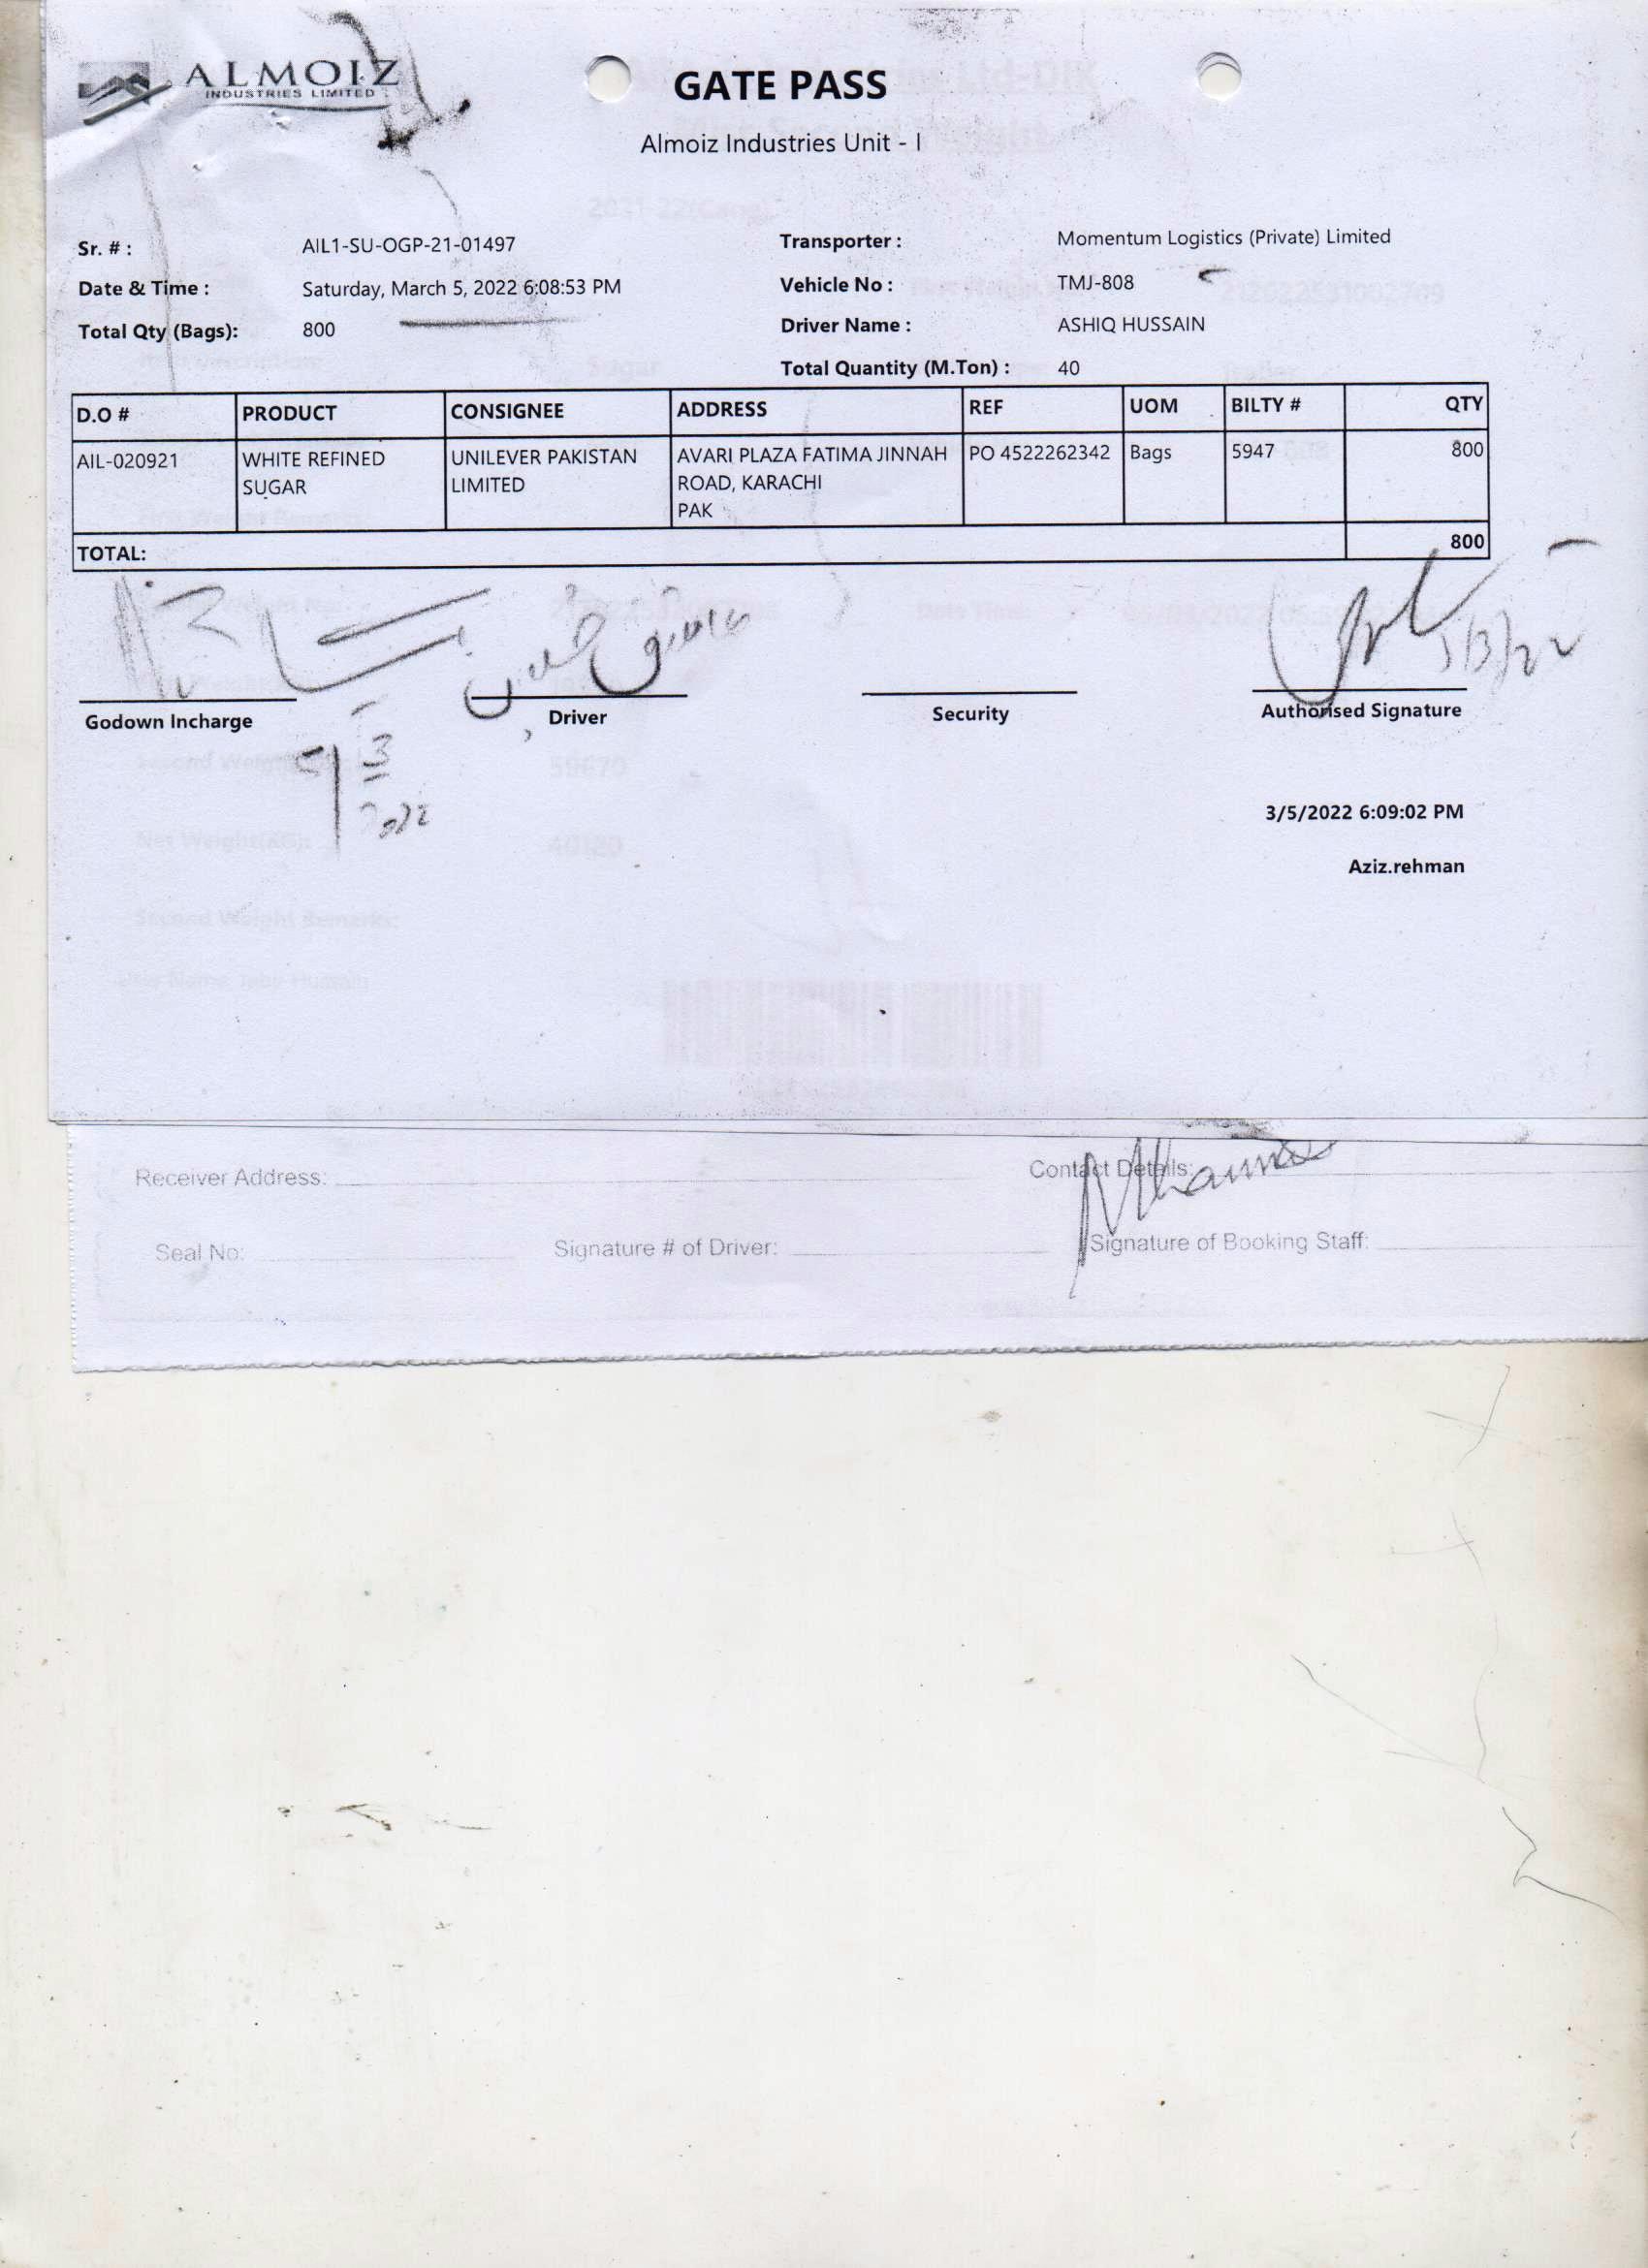 ALMOIZ
INDUSTRIES LIMITED
GATE PASS
Almoiz Industries Unit - I
Sr. # : AIL1-SU-OGP-21-01497
Transporter : Momentum Logistics (Private) Limited
Date & Time : Saturday, March 5, 2022 6:08:53 PM
Vehicle No : TMJ-808
Total Qty (Bags): 800
Driver Name : ASHIQ HUSSAIN
Total Quantity (M.Ton) : 40
D.O # PRODUCT CONSIGNEE ADDRESS REF UOM BILTY # QTY
AIL-020921 WHITE REFINED UNILEVER PAKISTAN AVARI PLAZA FATIMA JINNAH PO 4522262342 Bags 5947 800
SUGAR LIMITED ROAD, KARACHI
PAK
TOTAL: 800
عاشق حسین
5/3/22
Godown Incharge Driver Security Authorised Signature
5/3
2022
3/5/2022 6:09:02 PM
Aziz.rehman
Receiver Address: Contact Details:
Seal No: Signature # of Driver: Signature of Booking Staff: